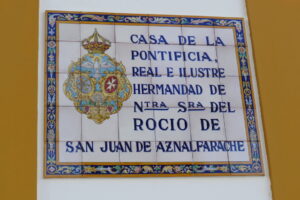 CASA DE LA
PONTIFICIA,
REAL E ILUSTRE
HERMANDAD DE
NTRA SRA DEL
ROCIO DE
SAN JUAN DE AZNALFARACHE